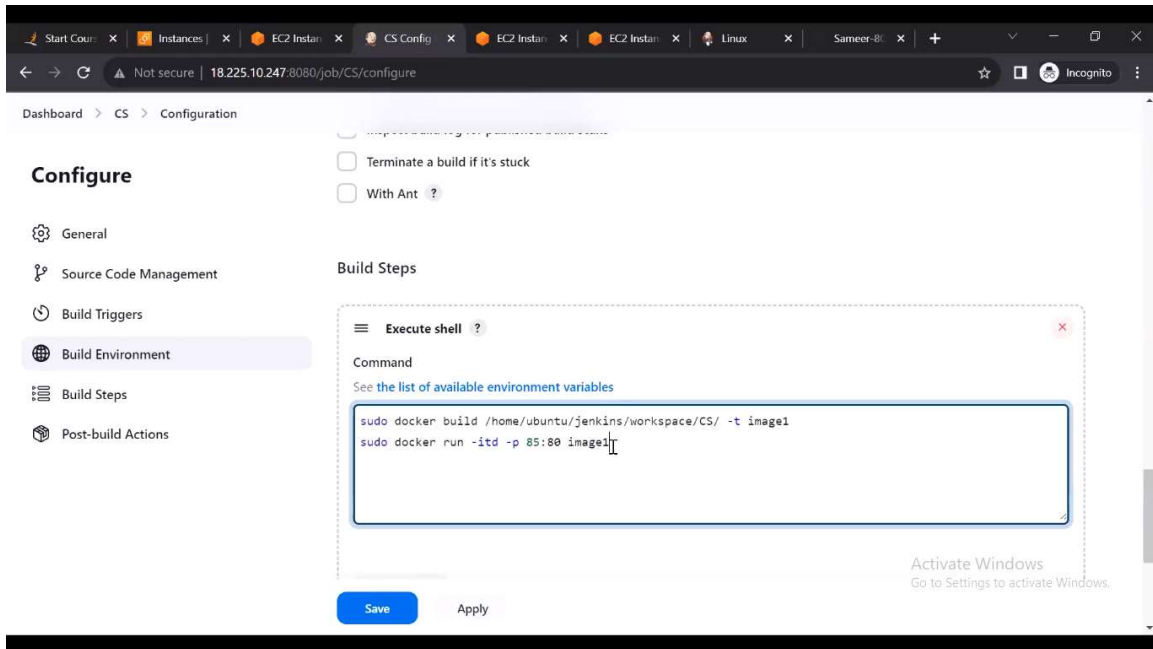 Start Cour
Instances |
EC2 Instan
CS Config
EC2 Instan
EC2 Instan
Linux
Sameer-8
Not secure | 18.225.10.247:8080/job/CS/configure
Incognito
Dashboard > CS > Configuration
Configure
General
Source Code Management
Build Triggers
Build Environment
Build Steps
Post-build Actions
Terminate a build if it's stuck
With Ant ?
Build Steps
Execute shell ?
Command
See the list of available environment variables
sudo docker build /home/ubuntu/jenkins/workspace/CS/ -t image1
sudo docker run -itd -p 85:80 image1
Save
Apply
Activate Windows
Go to Settings to activate Windows.